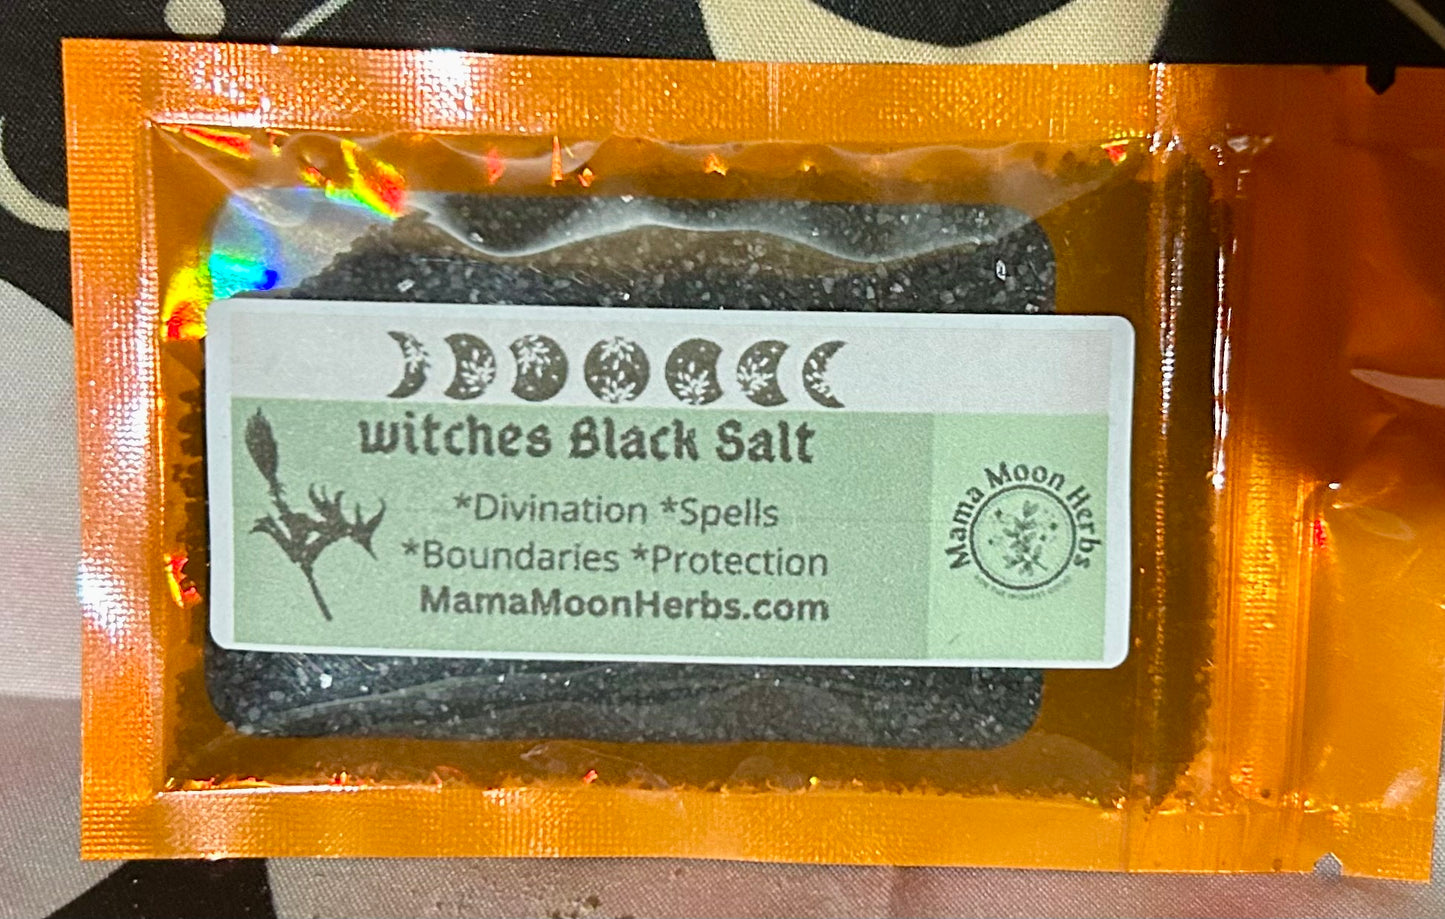 witches Black Salt
*Divination *Spells
*Boundaries *Protection
MamaMoonHerbs.com
Mama Moon Herbs